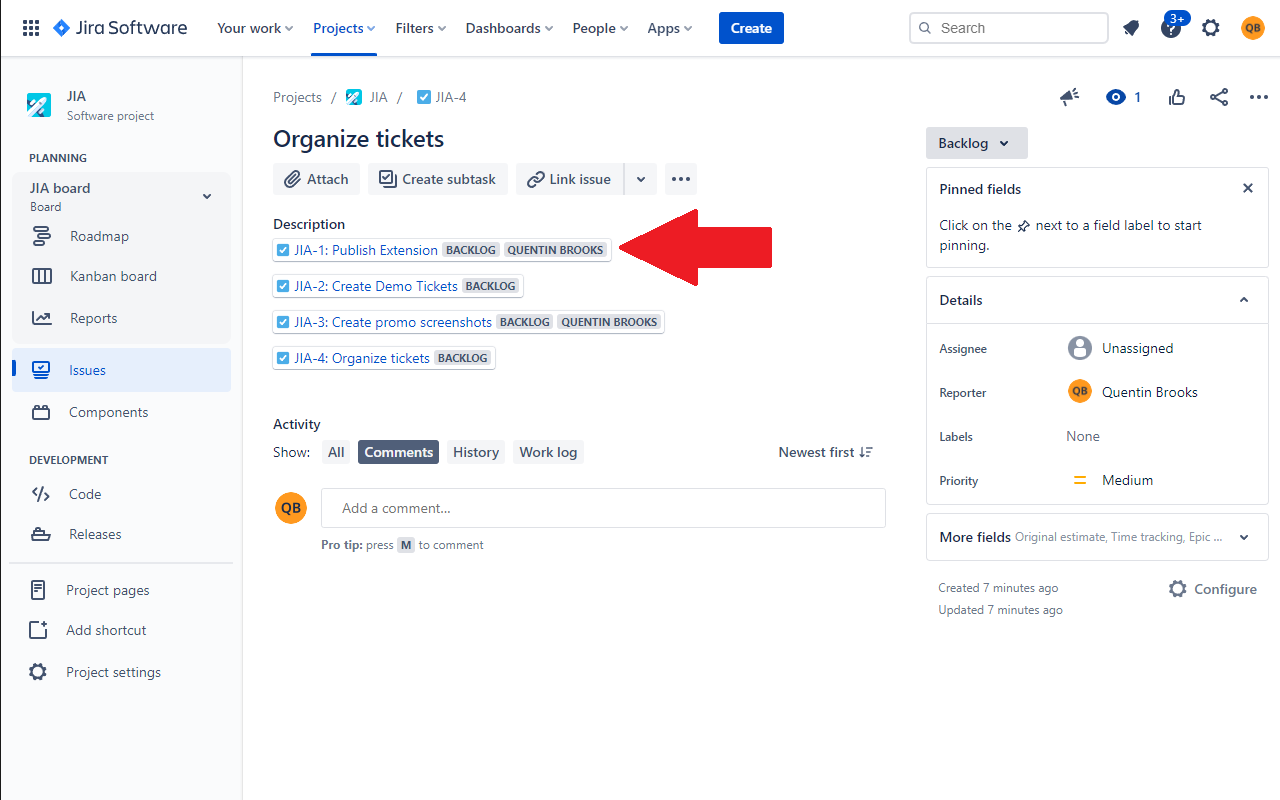 Jira Software Your work Projects Filters Dashboards People Apps Create Search 3+ QB
JIA
Software project
PLANNING
JIA board
Board
Roadmap
Kanban board
Reports
Issues
Components
DEVELOPMENT
Code
Releases
Project pages
Add shortcut
Project settings
Projects / JIA / JIA-4
1
Organize tickets
Attach Create subtask Link issue
Description
JIA-1: Publish Extension BACKLOG QUENTIN BROOKS
JIA-2: Create Demo Tickets BACKLOG
JIA-3: Create promo screenshots BACKLOG QUENTIN BROOKS
JIA-4: Organize tickets BACKLOG
Activity
Show: All Comments History Work log Newest first
QB Add a comment...
Pro tip: press M to comment
Backlog
Pinned fields
Click on the next to a field label to start
pinning.
Details
Assignee Unassigned
Reporter QB Quentin Brooks
Labels None
Priority Medium
More fields Original estimate, Time tracking, Epic ...
Created 7 minutes ago Configure
Updated 7 minutes ago